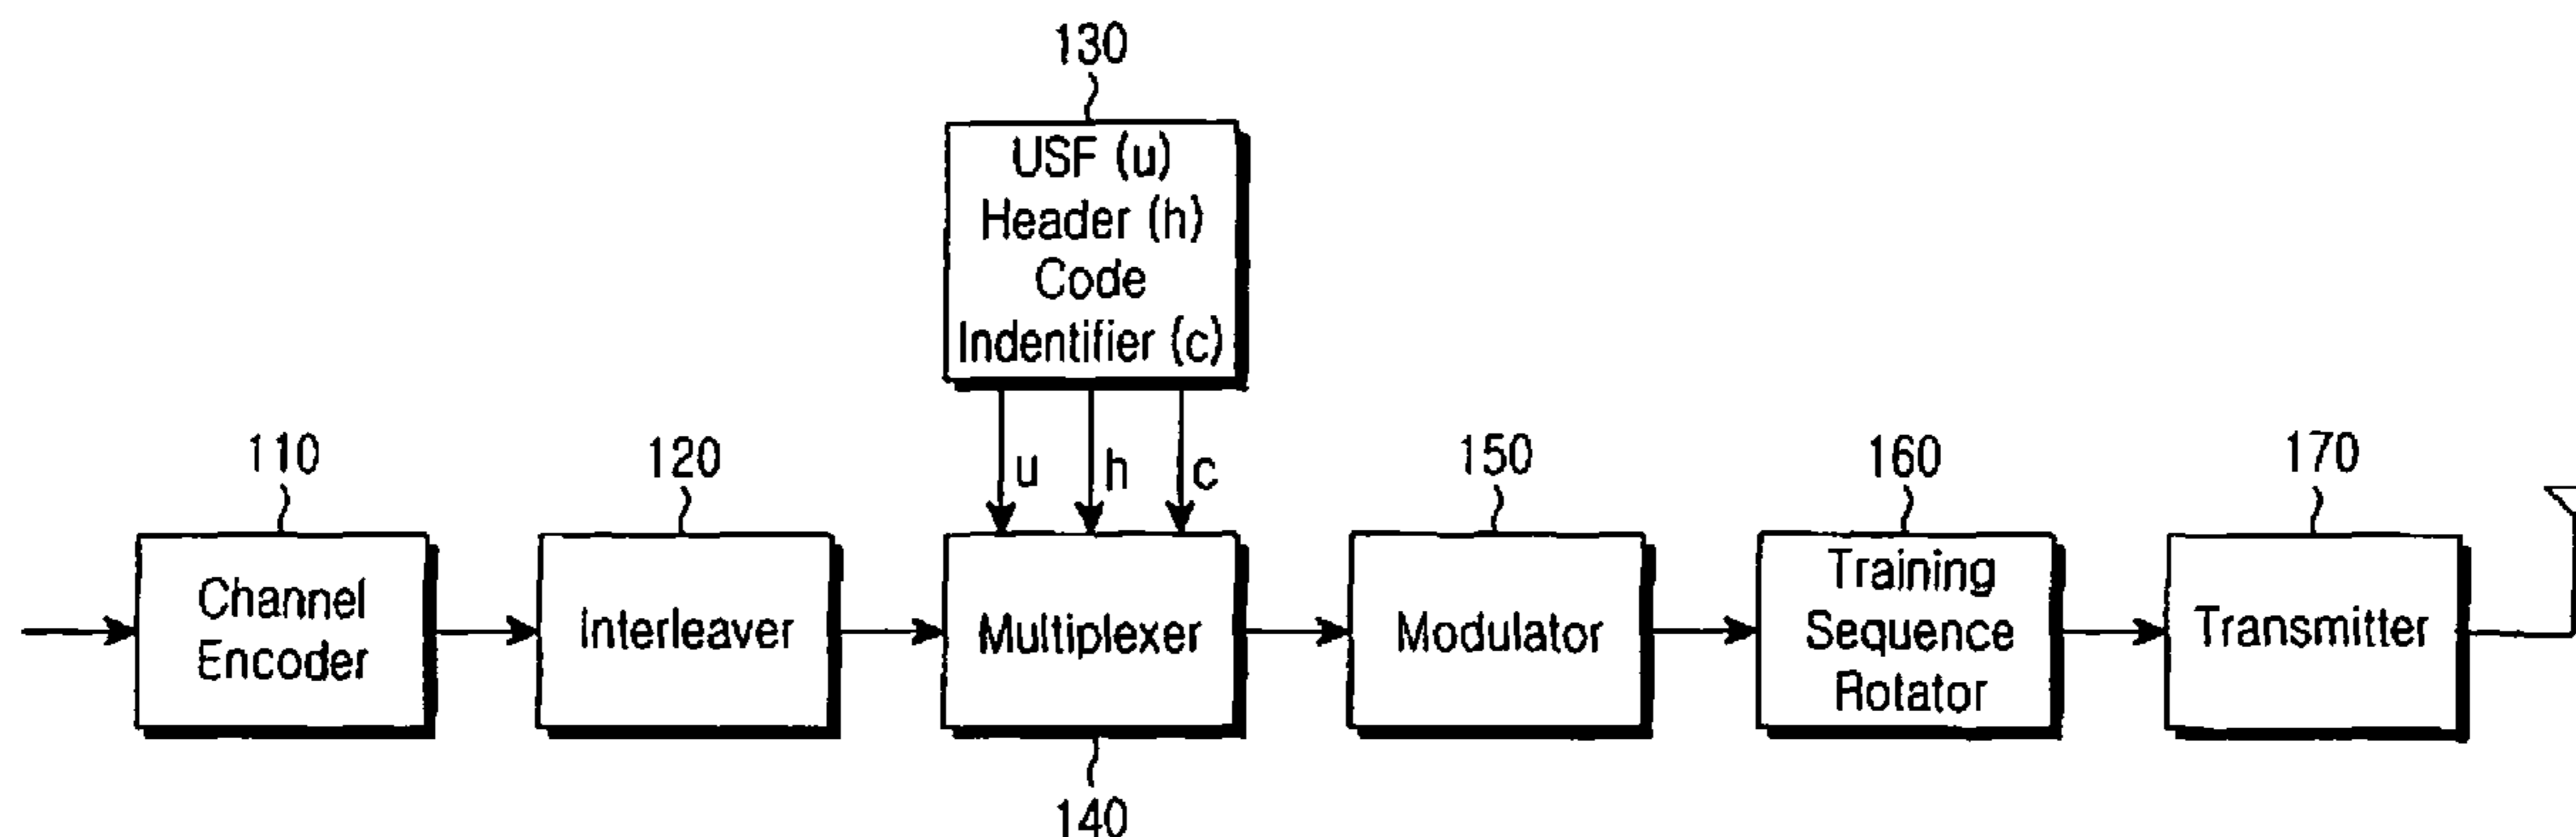 130
USF (u)
Header (h)
Code
Indentifier (c)
110
120
u
h
c
150
160
170
Channel
Encoder
Interleaver
Multiplexer
Modulator
Training
Sequence
Rotator
Transmitter
140